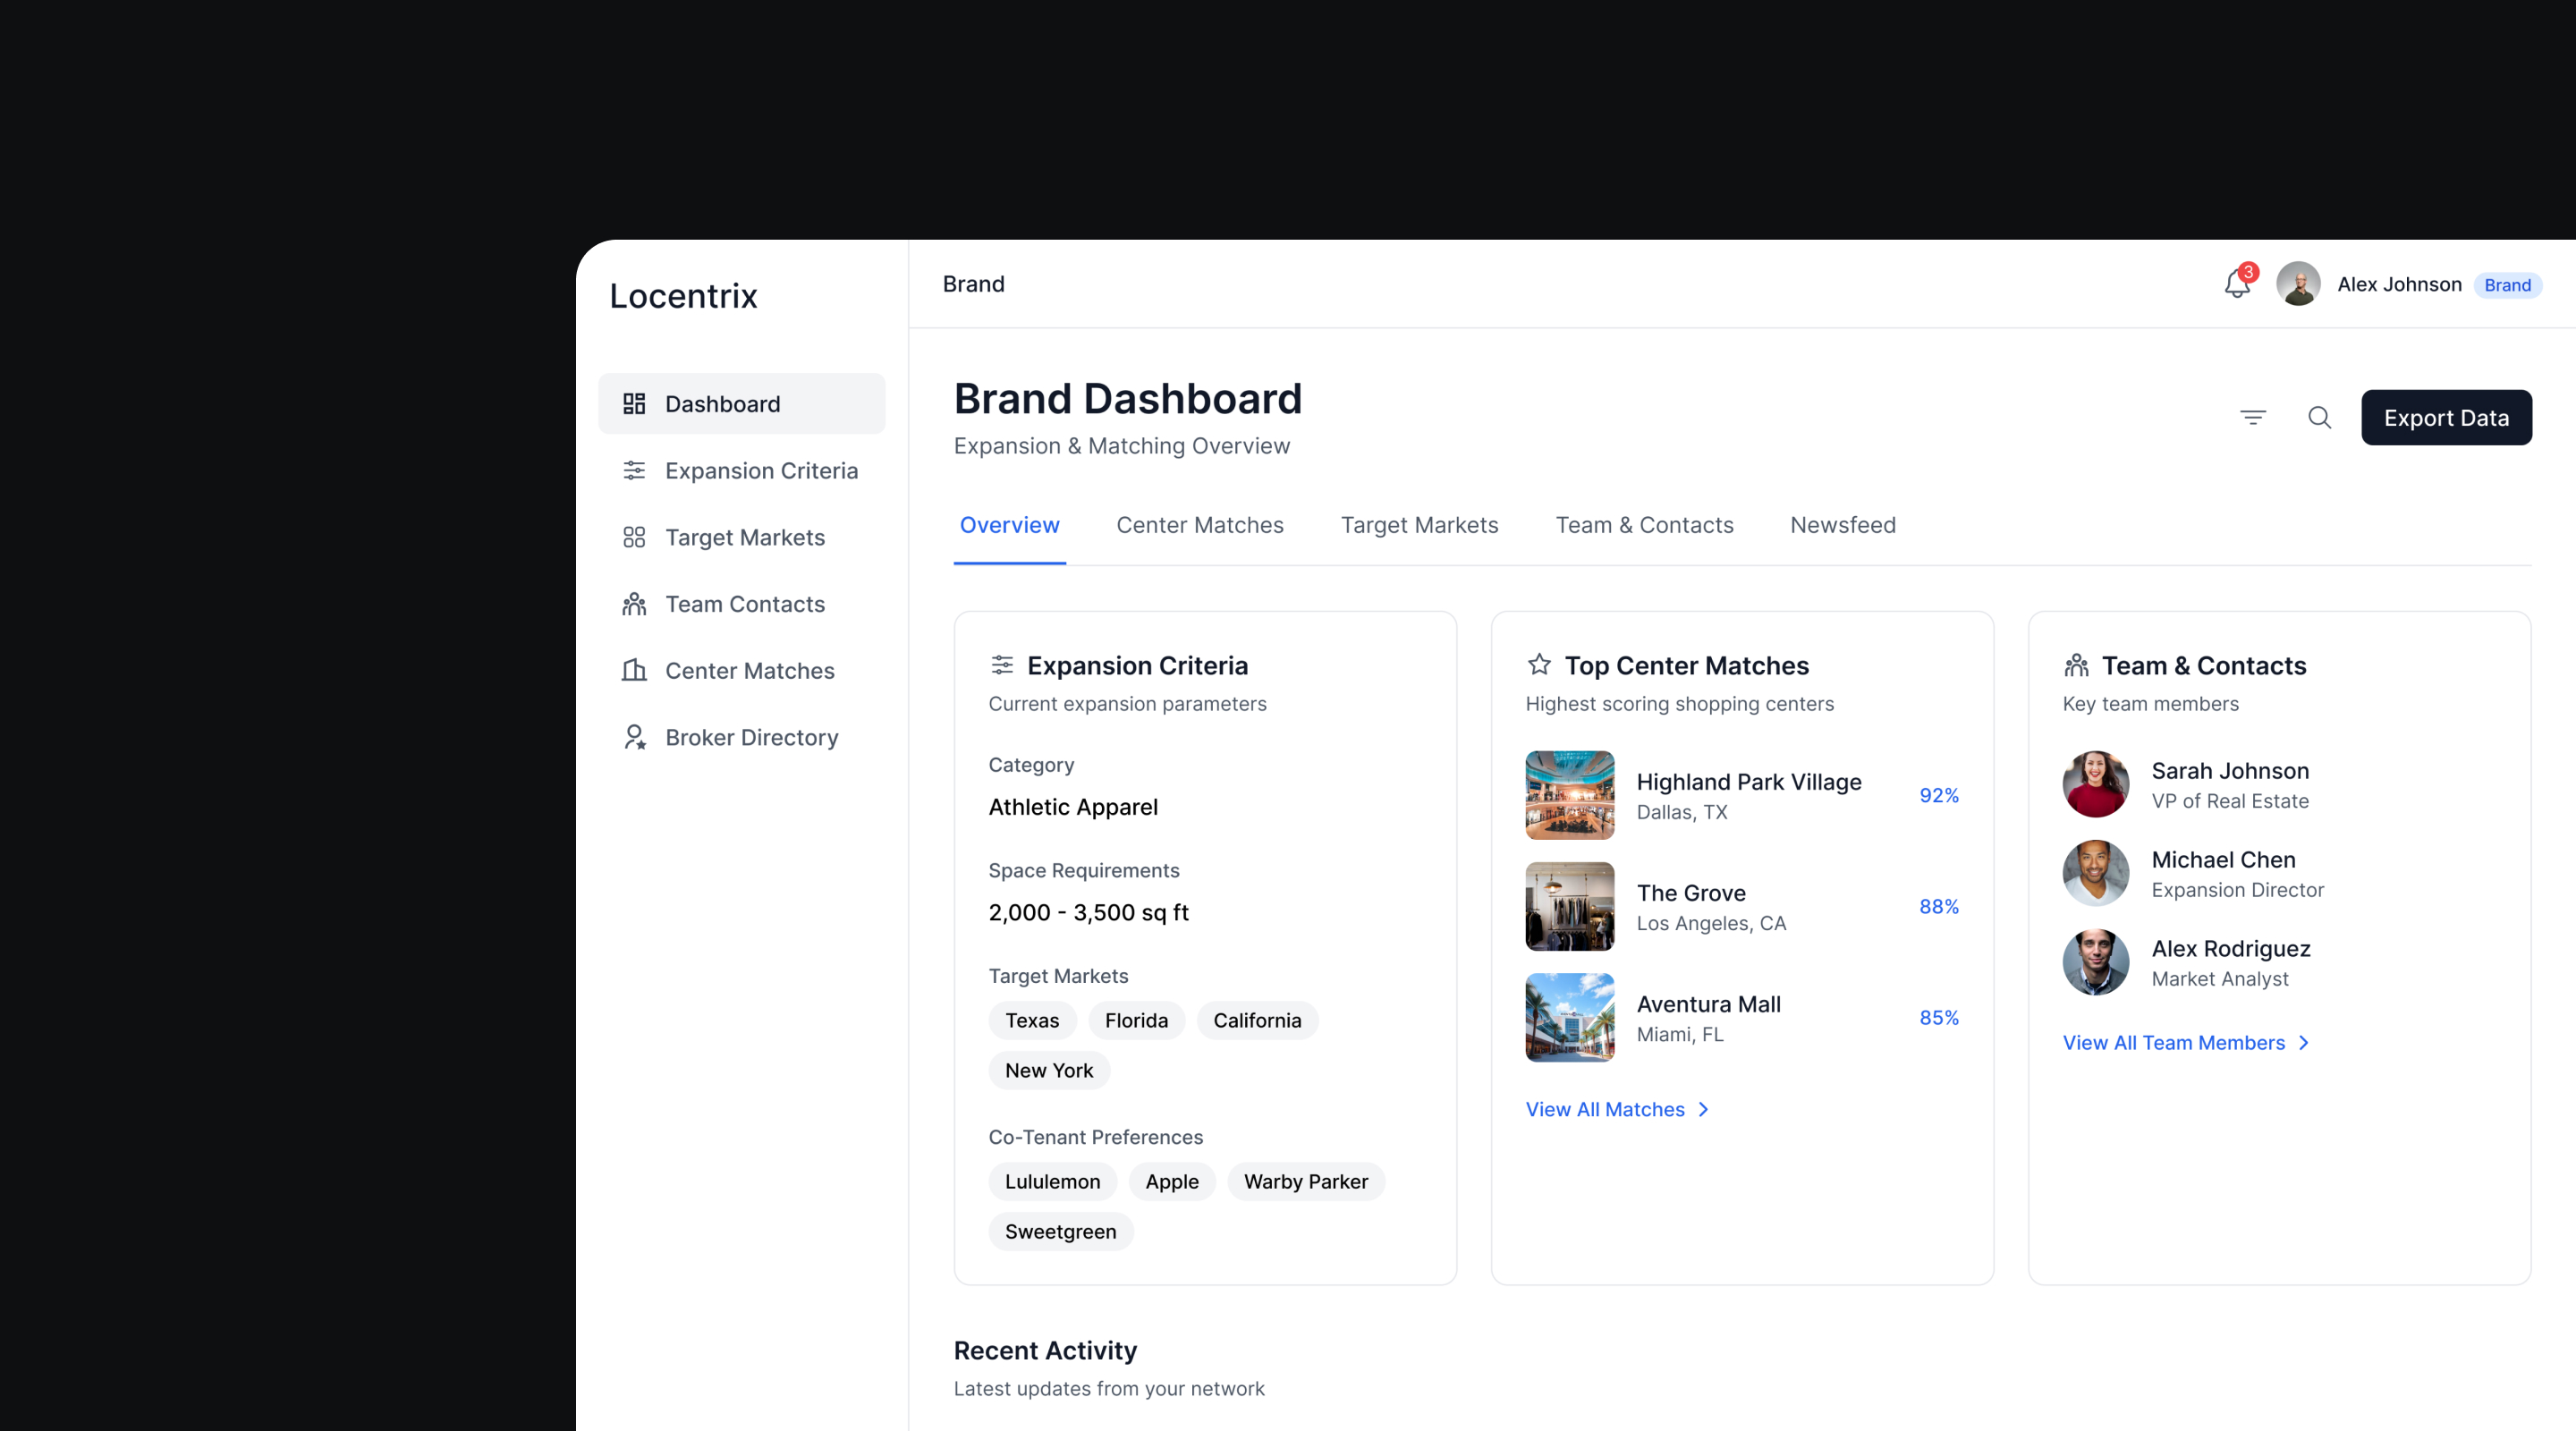 Locentrix
Dashboard
Expansion Criteria
Target Markets
Team Contacts
Center Matches
Broker Directory
Brand
3
Alex Johnson
Brand
Brand Dashboard
Expansion & Matching Overview
Export Data
Overview
Center Matches
Target Markets
Team & Contacts
Newsfeed
Expansion Criteria
Current expansion parameters
Category
Athletic Apparel
Space Requirements
2,000 - 3,500 sq ft
Target Markets
Texas
Florida
California
New York
Co-Tenant Preferences
Lululemon
Apple
Warby Parker
Sweetgreen
Top Center Matches
Highest scoring shopping centers
Highland Park Village
Dallas, TX
92%
The Grove
Los Angeles, CA
88%
Aventura Mall
Miami, FL
85%
View All Matches
Team & Contacts
Key team members
Sarah Johnson
VP of Real Estate
Michael Chen
Expansion Director
Alex Rodriguez
Market Analyst
View All Team Members
Recent Activity
Latest updates from your network